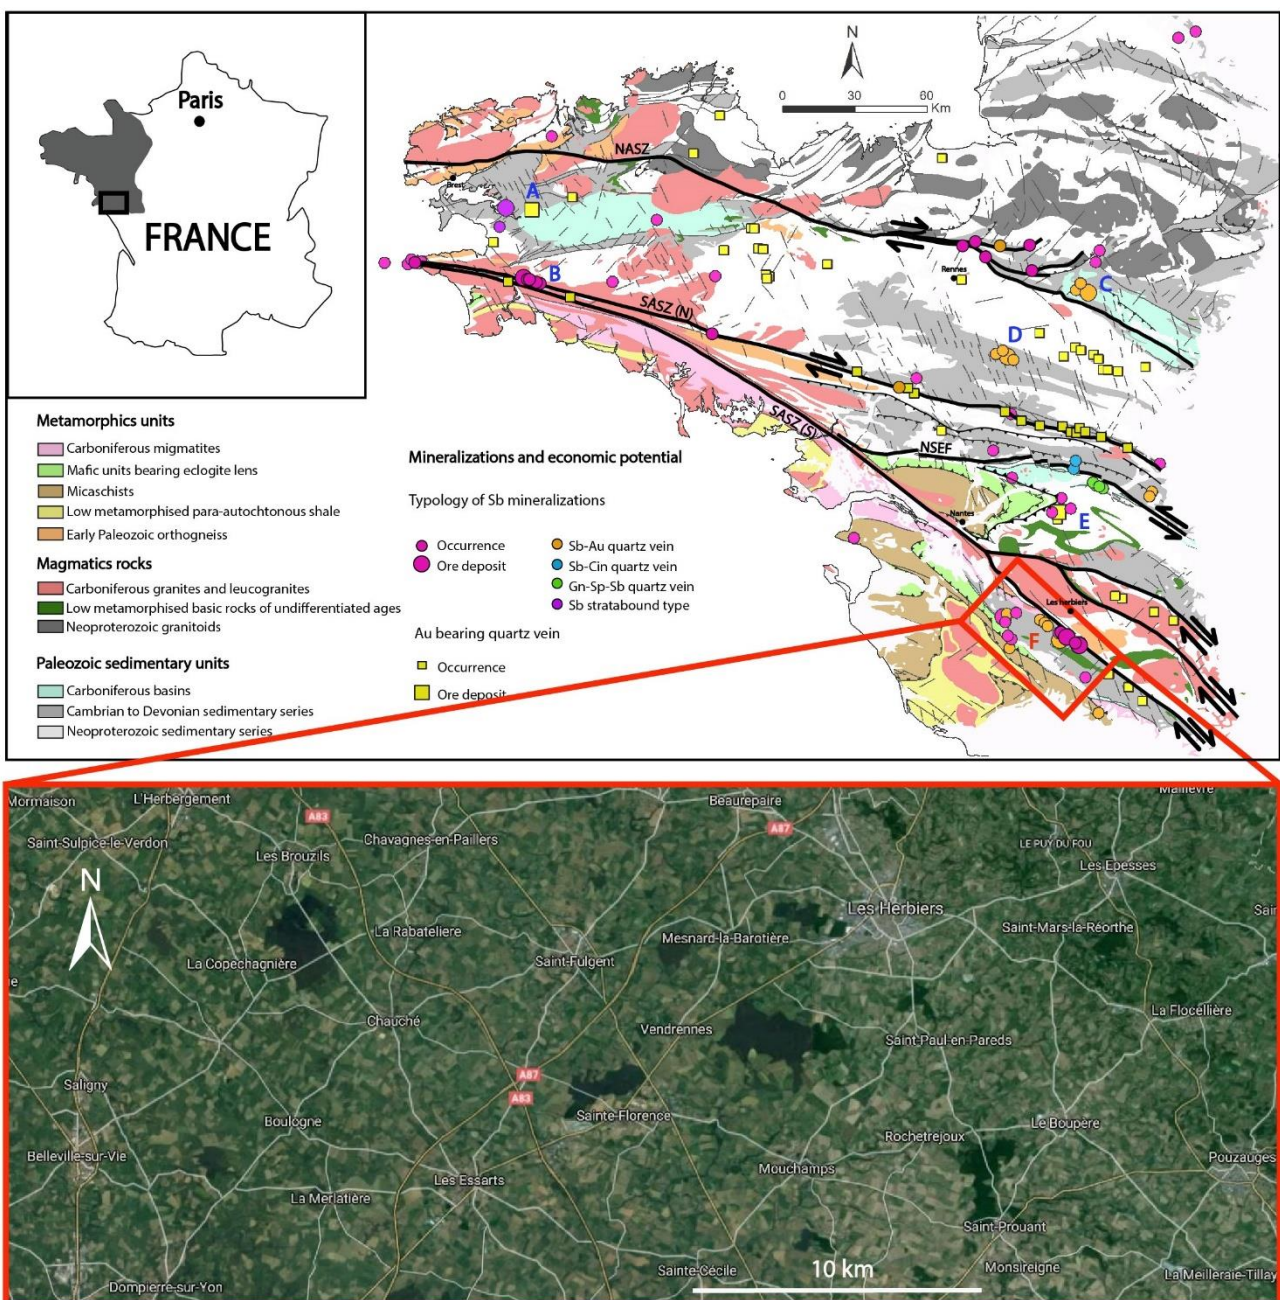 Paris
FRANCE
N
0 30 60
Km
NASZ
Brest
A
B
SASZ (N)
Rennes
C
D
SASZ (S)
NSEF
Nantes
E
Les herbiers
F
Metamorphics units
Carboniferous migmatites
Mafic units bearing eclogite lens
Micaschists
Low metamorphised para-autochtonous shale
Early Paleozoic orthogneiss
Magmatics rocks
Carboniferous granites and leucogranites
Low metamorphised basic rocks of undifferentiated ages
Neoproterozoic granitoids
Paleozoic sedimentary units
Carboniferous basins
Cambrian to Devonian sedimentary series
Neoproterozoic sedimentary serie
Mineralizations and economic potential
Typology of Sb mineralizations
Occurrence
Ore deposit
Sb-Au quartz vein
Sb-Cin quartz vein
Gn-Sp-Sb quartz vein
Sb stratabound type
Au bearing quartz vein
Occurrence
Ore deposit
Mormaison
L'Herbergement
Beaurepaire
A83
A87
Saint-Sulpice-le-Verdon
Les Brouzils
Chavagnes-en-Paillers
LE PUY DU FOU
Les Epesses
N
Les Herbiers
La Rabateliere
Mesnard-la-Barotière
Saint-Mars-la-Réorthe
Sain
La Copechagnière
Saint-Fulgent
e
Chauché
Vendrennes
Saint-Paul-en-Pareds
La Flocellière
Saligny
A87
A83
Boulogne
Sainte-Florence
Le Boupère
Belleville-sur-Vie
Rochetrejoux
Pouzauges
Mouchamps
Les Essarts
La Merlatière
Saint-Prouant
Dompierre-sur-Yon
Sainte-Cécile
10 km
Monsireigne
La Meilleraie-Tillay